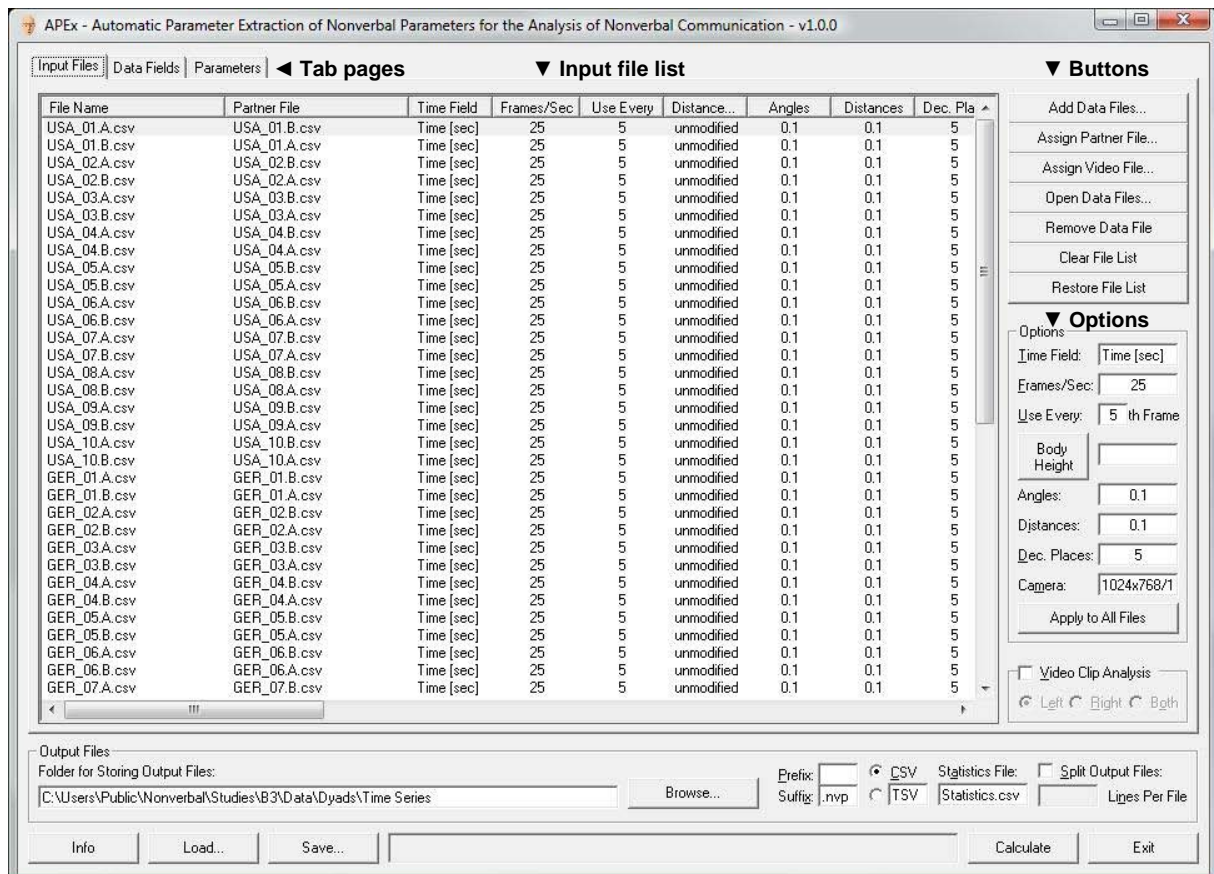 APEx - Automatic Parameter Extraction of Nonverbal Parameters for the Analysis of Nonverbal Communication - v1.0.0
Input Files Data Fields Parameters ◄ Tab pages ▼ Input file list ▼ Buttons
File Name Partner File Time Field Frames/Sec Use Every Distance... Angles Distances Dec. Pla
USA_01.A.csv USA_01.B.csv Time [sec] 25 5 unmodified 0.1 0.1 5
USA_01.B.csv USA_01.A.csv Time [sec] 25 5 unmodified 0.1 0.1 5
USA_02.A.csv USA_02.B.csv Time [sec] 25 5 unmodified 0.1 0.1 5
USA_02.B.csv USA_02.A.csv Time [sec] 25 5 unmodified 0.1 0.1 5
USA_03.A.csv USA_03.B.csv Time [sec] 25 5 unmodified 0.1 0.1 5
USA_03.B.csv USA_03.A.csv Time [sec] 25 5 unmodified 0.1 0.1 5
USA_04.A.csv USA_04.B.csv Time [sec] 25 5 unmodified 0.1 0.1 5
USA_04.B.csv USA_04.A.csv Time [sec] 25 5 unmodified 0.1 0.1 5
USA_05.A.csv USA_05.B.csv Time [sec] 25 5 unmodified 0.1 0.1 5
USA_05.B.csv USA_05.A.csv Time [sec] 25 5 unmodified 0.1 0.1 5
USA_06.A.csv USA_06.B.csv Time [sec] 25 5 unmodified 0.1 0.1 5
USA_06.B.csv USA_06.A.csv Time [sec] 25 5 unmodified 0.1 0.1 5
USA_07.A.csv USA_07.B.csv Time [sec] 25 5 unmodified 0.1 0.1 5
USA_07.B.csv USA_07.A.csv Time [sec] 25 5 unmodified 0.1 0.1 5
USA_08.A.csv USA_08.B.csv Time [sec] 25 5 unmodified 0.1 0.1 5
USA_08.B.csv USA_08.A.csv Time [sec] 25 5 unmodified 0.1 0.1 5
USA_09.A.csv USA_09.B.csv Time [sec] 25 5 unmodified 0.1 0.1 5
USA_09.B.csv USA_09.A.csv Time [sec] 25 5 unmodified 0.1 0.1 5
USA_10.A.csv USA_10.B.csv Time [sec] 25 5 unmodified 0.1 0.1 5
USA_10.B.csv USA_10.A.csv Time [sec] 25 5 unmodified 0.1 0.1 5
GER_01.A.csv GER_01.B.csv Time [sec] 25 5 unmodified 0.1 0.1 5
GER_01.B.csv GER_01.A.csv Time [sec] 25 5 unmodified 0.1 0.1 5
GER_02.A.csv GER_02.B.csv Time [sec] 25 5 unmodified 0.1 0.1 5
GER_02.B.csv GER_02.A.csv Time [sec] 25 5 unmodified 0.1 0.1 5
GER_03.A.csv GER_03.B.csv Time [sec] 25 5 unmodified 0.1 0.1 5
GER_03.B.csv GER_03.A.csv Time [sec] 25 5 unmodified 0.1 0.1 5
GER_04.A.csv GER_04.B.csv Time [sec] 25 5 unmodified 0.1 0.1 5
GER_04.B.csv GER_04.A.csv Time [sec] 25 5 unmodified 0.1 0.1 5
GER_05.A.csv GER_05.B.csv Time [sec] 25 5 unmodified 0.1 0.1 5
GER_05.B.csv GER_05.A.csv Time [sec] 25 5 unmodified 0.1 0.1 5
GER_06.A.csv GER_06.B.csv Time [sec] 25 5 unmodified 0.1 0.1 5
GER_06.B.csv GER_06.A.csv Time [sec] 25 5 unmodified 0.1 0.1 5
GER_07.A.csv GER_07.B.csv Time [sec] 25 5 unmodified 0.1 0.1 5
Add Data Files...
Assign Partner File...
Assign Video File...
Open Data Files...
Remove Data File
Clear File List
Restore File List
▼ Options
Options
Time Field: Time [sec]
Frames/Sec: 25
Use Every: 5 th Frame
Body Height
Angles: 0.1
Distances: 0.1
Dec. Places: 5
Camera: 1024x768/1
Apply to All Files
Video Clip Analysis
Left Right Both
Output Files
Folder for Storing Output Files:
C:\Users\Public\Nonverbal\Studies\B3\Data\Dyads\Time Series Browse...
Prefix: CSV Statistics File: Split Output Files:
Suffix: .nvp TSV Statistics.csv Lines Per File
Info Load... Save... Calculate Exit